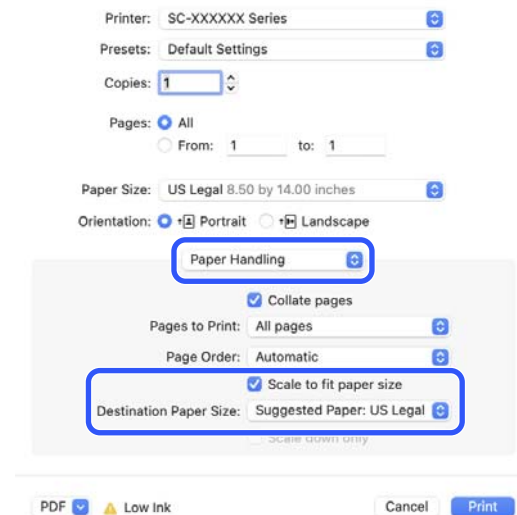 Printer: SC-XXXXXX Series
Presets: Default Settings
Copies: 1
Pages: All
From: 1 to: 1
Paper Size: US Legal 8.50 by 14.00 inches
Orientation: Portrait Landscape
Paper Handling
Collate pages
Pages to Print: All pages
Page Order: Automatic
Scale to fit paper size
Destination Paper Size: Suggested Paper: US Legal
Scale down only
PDF Low Ink Cancel Print